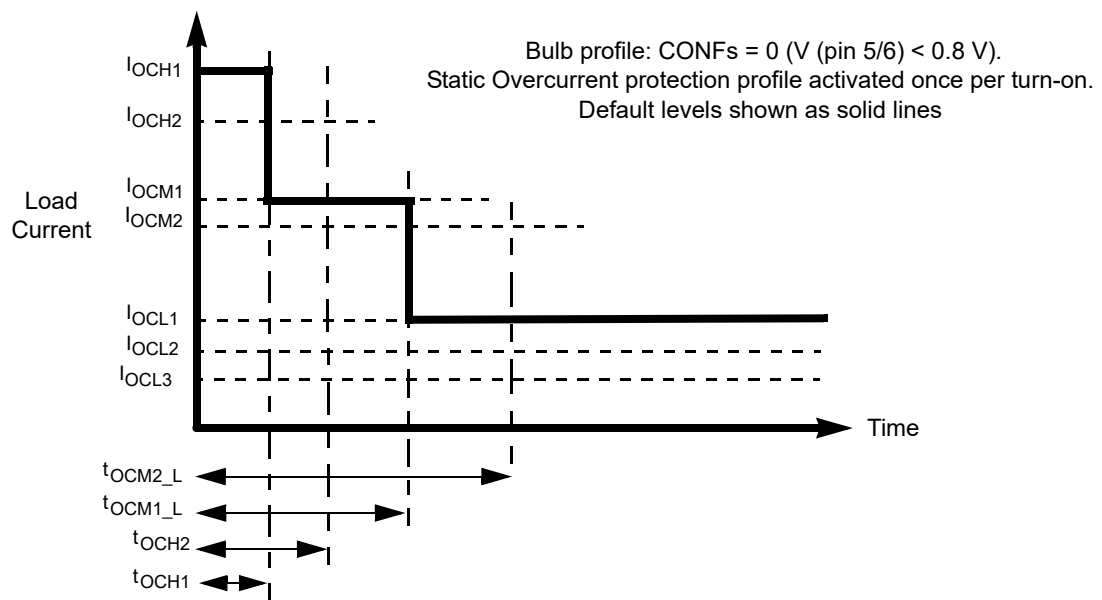 Bulb profile: CONFs = 0 (V (pin 5/6) < 0.8 V).
Static Overcurrent protection profile activated once per turn-on.
Default levels shown as solid lines
IOCH1
IOCH2
IOCM1
IOCM2
Load
Current
IOCL1
IOCL2
IOCL3
Time
tOCM2_L
tOCM1_L
tOCH2
tOCH1